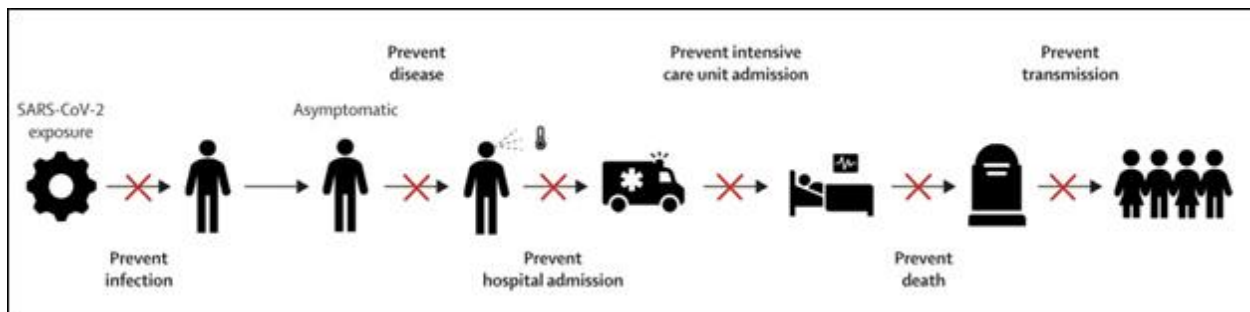 Prevent
disease
Prevent intensive
care unit admission
Prevent
transmission
SARS-CoV-2
exposure
Asymptomatic
Prevent
infection
Prevent
hospital admission
Prevent
death